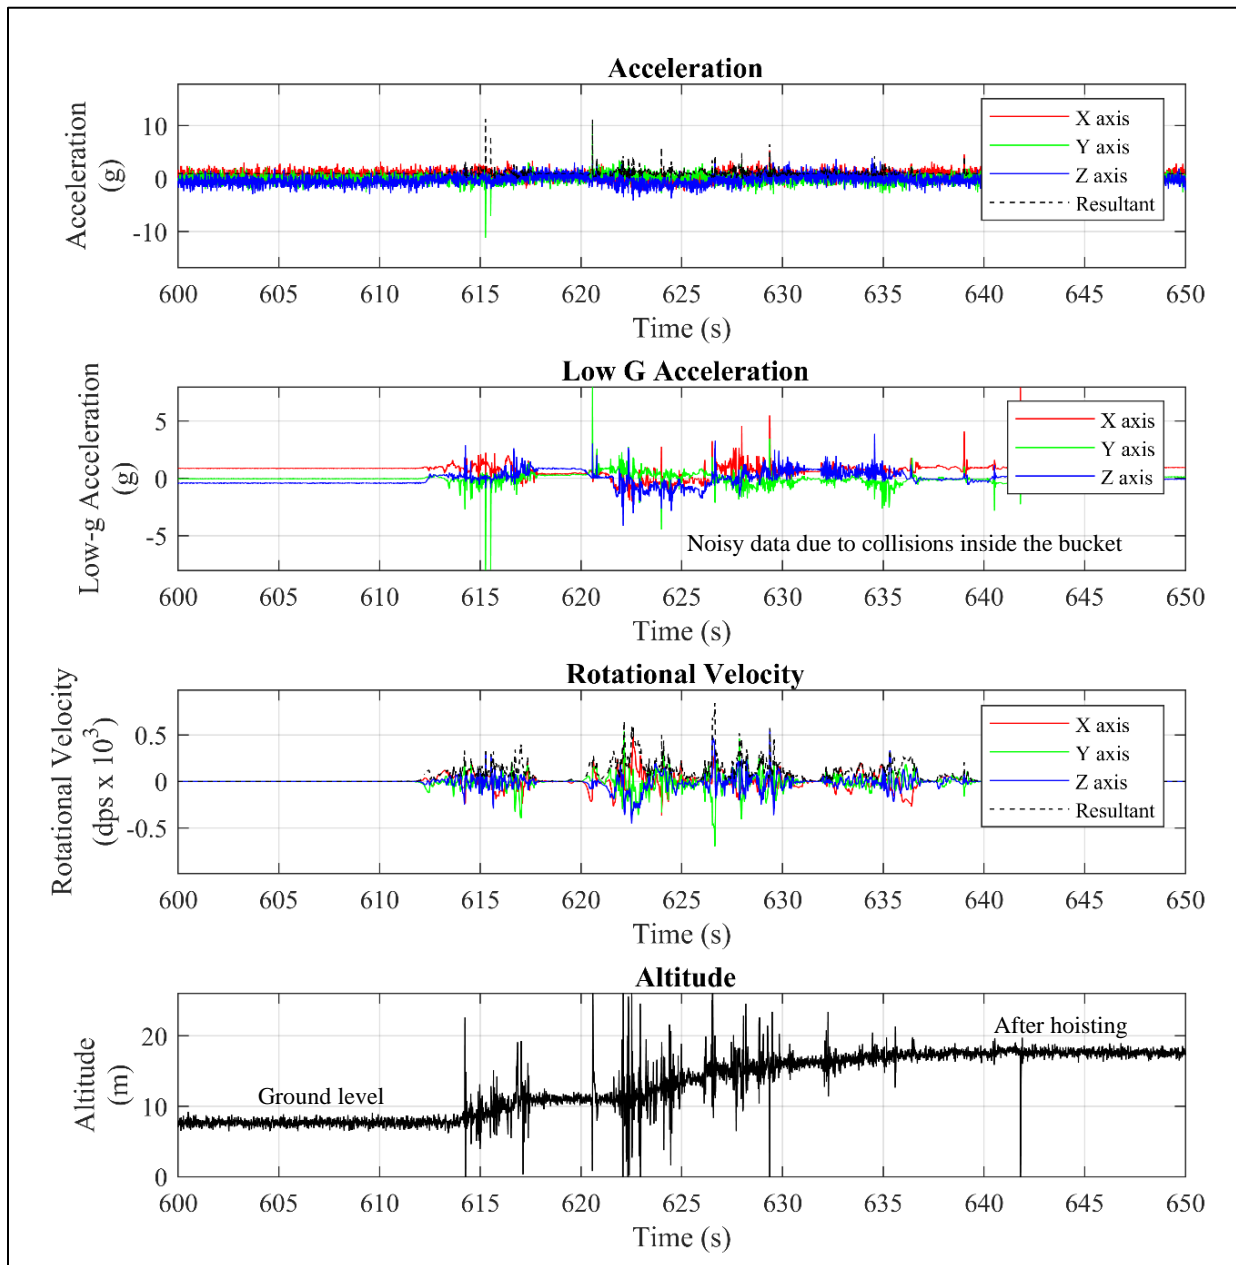 Acceleration
Acceleration
(g)
10
0
-10
X axis
Y axis
Z axis
Resultant
600 605 610 615 620 625 630 635 640 645 650
Time (s)
Low G Acceleration
Low-g Acceleration
(g)
5
0
-5
X axis
Y axis
Z axis
Noisy data due to collisions inside the bucket
600 605 610 615 620 625 630 635 640 645 650
Time (s)
Rotational Velocity
Rotational Velocity
(dps x 10³)
0.5
0
-0.5
X axis
Y axis
Z axis
Resultant
600 605 610 615 620 625 630 635 640 645 650
Time (s)
Altitude
Altitude
(m)
20
10
0
After hoisting
Ground level
600 605 610 615 620 625 630 635 640 645 650
Time (s)